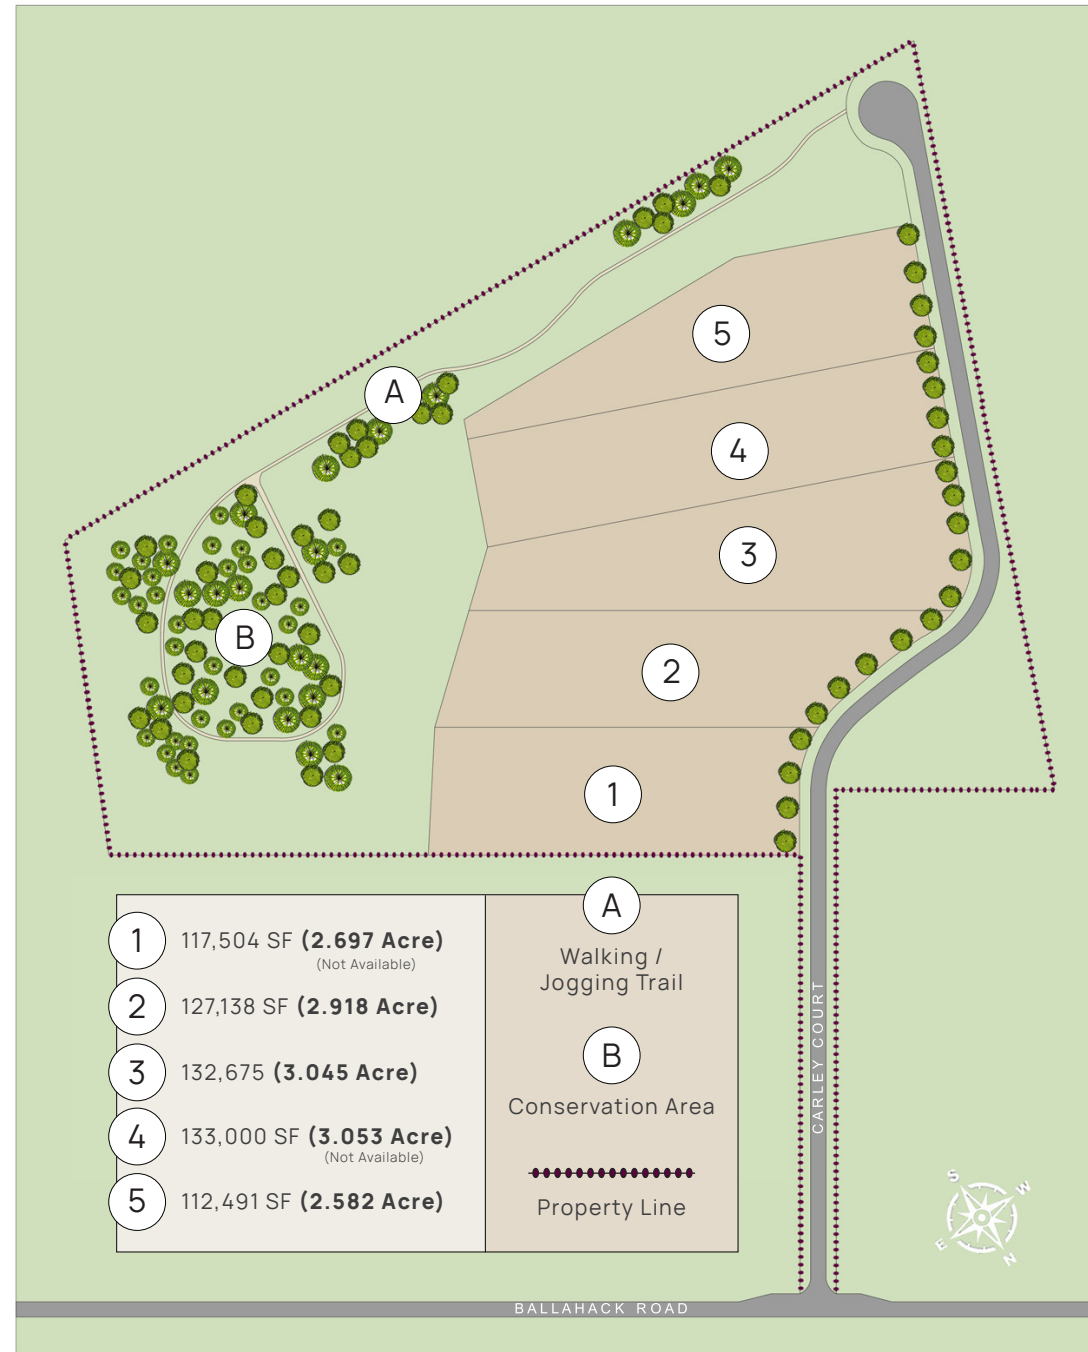 5
4
3
2
1
A
B
1 117,504 SF (2.697 Acre)
(Not Available)
2 127,138 SF (2.918 Acre)
3 132,675 (3.045 Acre)
4 133,000 SF (3.053 Acre)
(Not Available)
5 112,491 SF (2.582 Acre)
A
Walking /
Jogging Trail
B
Conservation Area
Property Line
CARLEY COURT
S
W
E
N
BALLAHACK ROAD